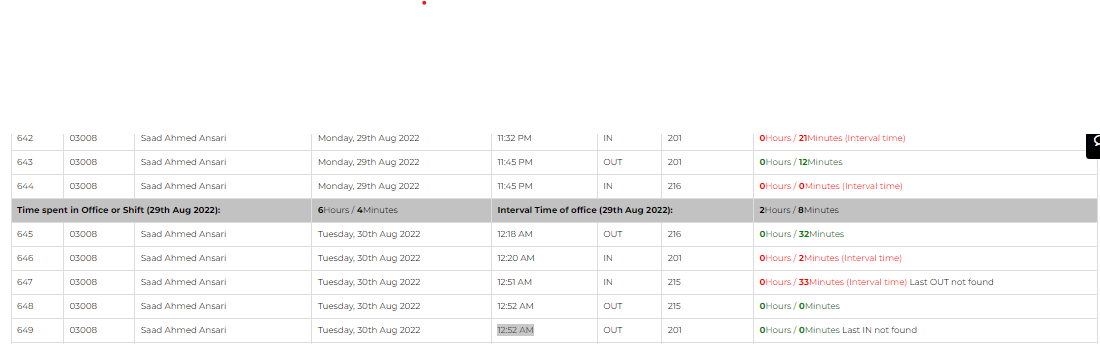 642 03008 Saad Ahmed Ansari Monday, 29th Aug 2022 11:32 PM IN 201 0Hours / 21Minutes (Interval time)
643 03008 Saad Ahmed Ansari Monday, 29th Aug 2022 11:45 PM OUT 201 0Hours / 12Minutes
644 03008 Saad Ahmed Ansari Monday, 29th Aug 2022 11:45 PM IN 216 0Hours / 0Minutes (Interval time)
Time spent in Office or Shift (29th Aug 2022): 6Hours / 4Minutes Interval Time of office (29th Aug 2022): 2Hours / 8Minutes
645 03008 Saad Ahmed Ansari Tuesday, 30th Aug 2022 12:18 AM OUT 216 0Hours / 32Minutes
646 03008 Saad Ahmed Ansari Tuesday, 30th Aug 2022 12:20 AM IN 201 0Hours / 2Minutes (Interval time)
647 03008 Saad Ahmed Ansari Tuesday, 30th Aug 2022 12:51 AM IN 215 0Hours / 33Minutes (Interval time) Last OUT not found
648 03008 Saad Ahmed Ansari Tuesday, 30th Aug 2022 12:52 AM OUT 215 0Hours / 0Minutes
649 03008 Saad Ahmed Ansari Tuesday, 30th Aug 2022 12:52 AM OUT 201 0Hours / 0Minutes Last IN not found